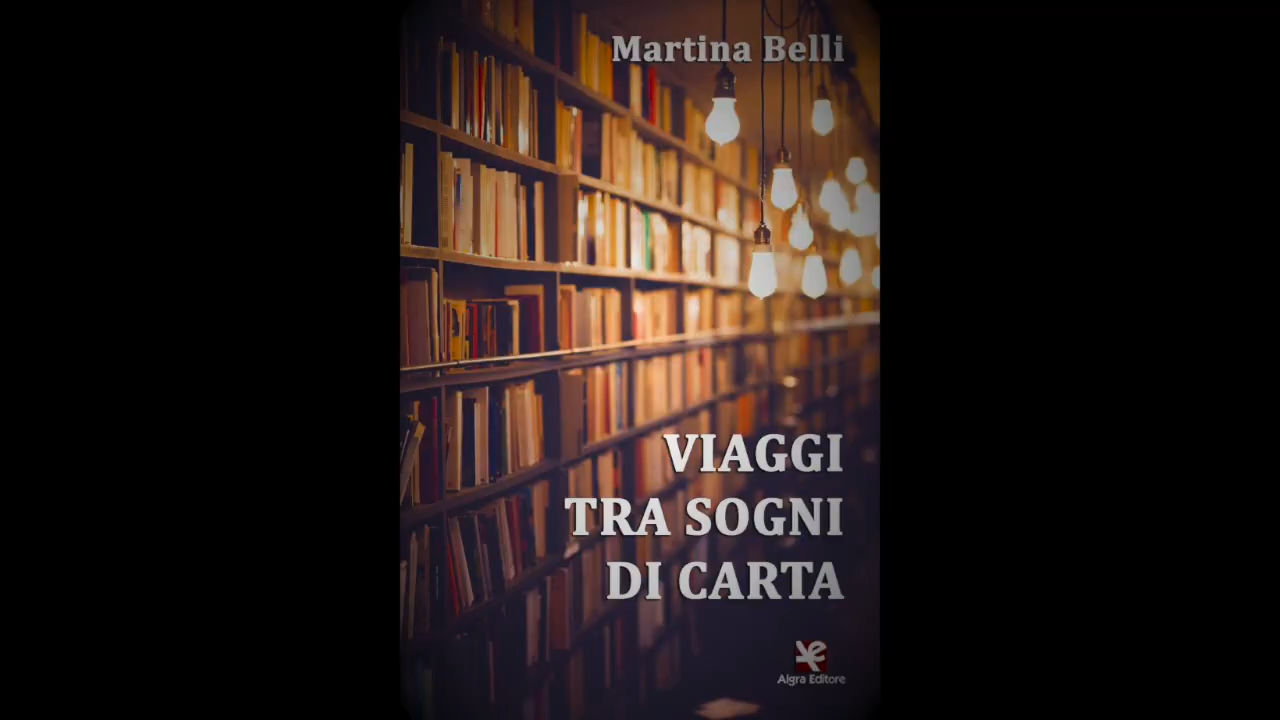 Martina Belli
VIAGGI
TRA SOGNI
DI CARTA
Algra Editore